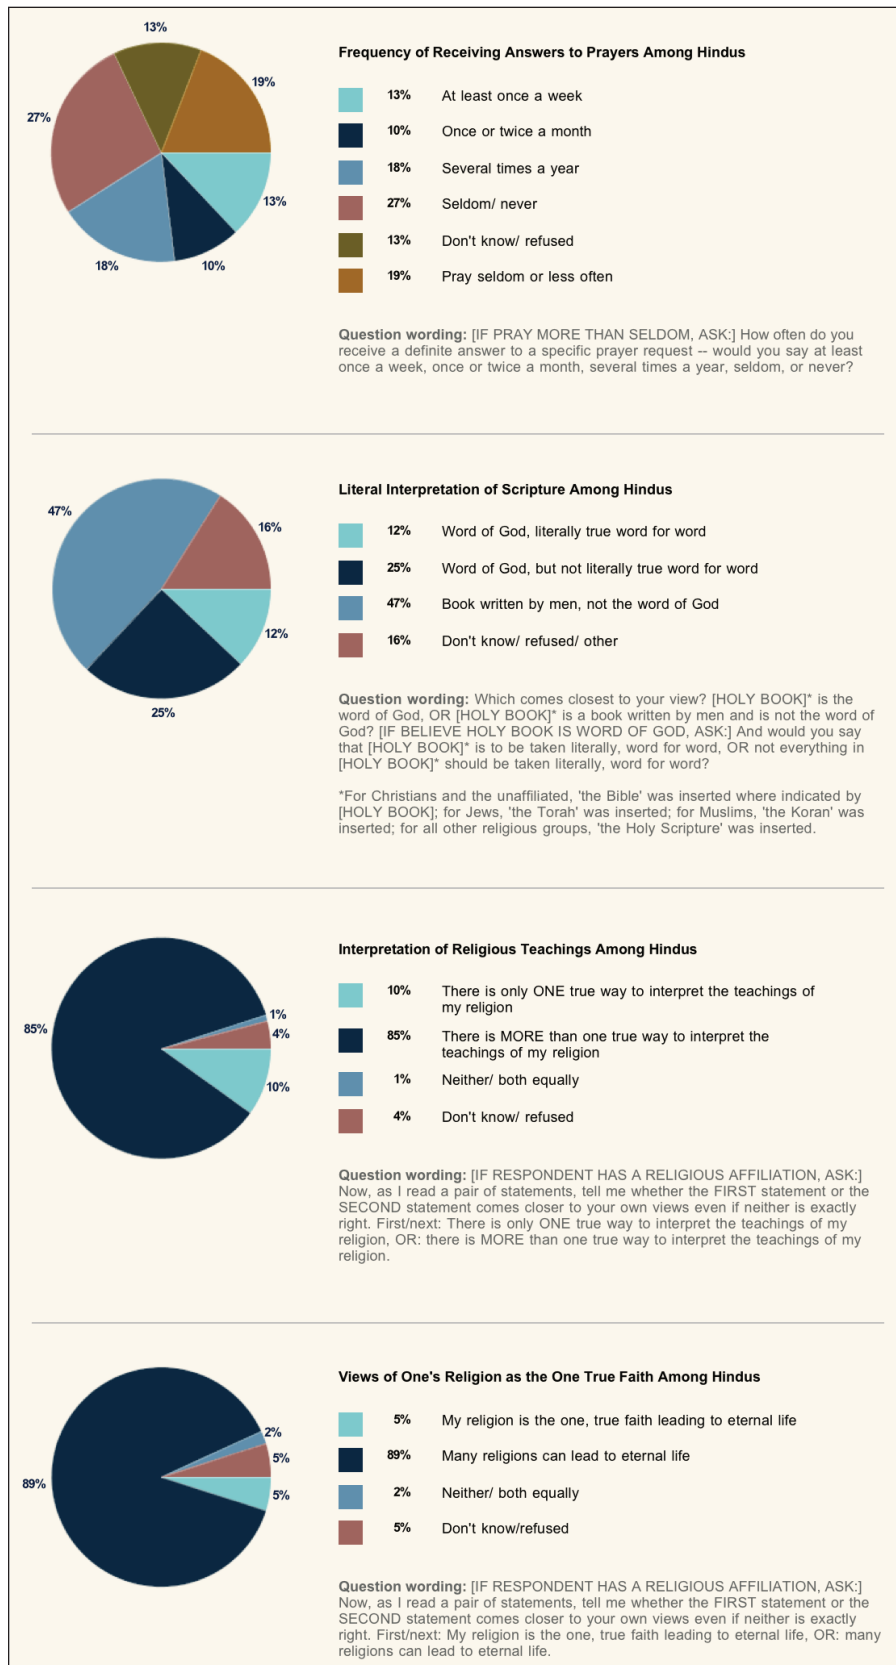 13%
19%
27%
13%
18%
10%
Frequency of Receiving Answers to Prayers Among Hindus
13% At least once a week
10% Once or twice a month
18% Several times a year
27% Seldom/ never
13% Don't know/ refused
19% Pray seldom or less often
Question wording: [IF PRAY MORE THAN SELDOM, ASK:] How often do you
receive a definite answer to a specific prayer request -- would you say at least
once a week, once or twice a month, several times a year, seldom, or never?
47%
16%
12%
25%
Literal Interpretation of Scripture Among Hindus
12% Word of God, literally true word for word
25% Word of God, but not literally true word for word
47% Book written by men, not the word of God
16% Don't know/ refused/ other
Question wording: Which comes closest to your view? [HOLY BOOK]* is the
word of God, OR [HOLY BOOK]* is a book written by men and is not the word of
God? [IF BELIEVE HOLY BOOK IS WORD OF GOD, ASK:] And would you say
that [HOLY BOOK]* is to be taken literally, word for word, OR not everything in
[HOLY BOOK]* should be taken literally, word for word?
*For Christians and the unaffiliated, 'the Bible' was inserted where indicated by
[HOLY BOOK]; for Jews, 'the Torah' was inserted; for Muslims, 'the Koran' was
inserted; for all other religious groups, 'the Holy Scripture' was inserted.
85%
1%
4%
10%
Interpretation of Religious Teachings Among Hindus
10% There is only ONE true way to interpret the teachings of
my religion
85% There is MORE than one true way to interpret the
teachings of my religion
1% Neither/ both equally
4% Don't know/ refused
Question wording: [IF RESPONDENT HAS A RELIGIOUS AFFILIATION, ASK:]
Now, as I read a pair of statements, tell me whether the FIRST statement or the
SECOND statement comes closer to your own views even if neither is exactly
right. First/next: There is only ONE true way to interpret the teachings of my
religion, OR: there is MORE than one true way to interpret the teachings of my
religion.
2%
5%
89%
5%
Views of One's Religion as the One True Faith Among Hindus
5% My religion is the one, true faith leading to eternal life
89% Many religions can lead to eternal life
2% Neither/ both equally
5% Don't know/refused
Question wording: [IF RESPONDENT HAS A RELIGIOUS AFFILIATION, ASK:]
Now, as I read a pair of statements, tell me whether the FIRST statement or the
SECOND statement comes closer to your own views even if neither is exactly
right. First/next: My religion is the one, true faith leading to eternal life, OR: many
religions can lead to eternal life.